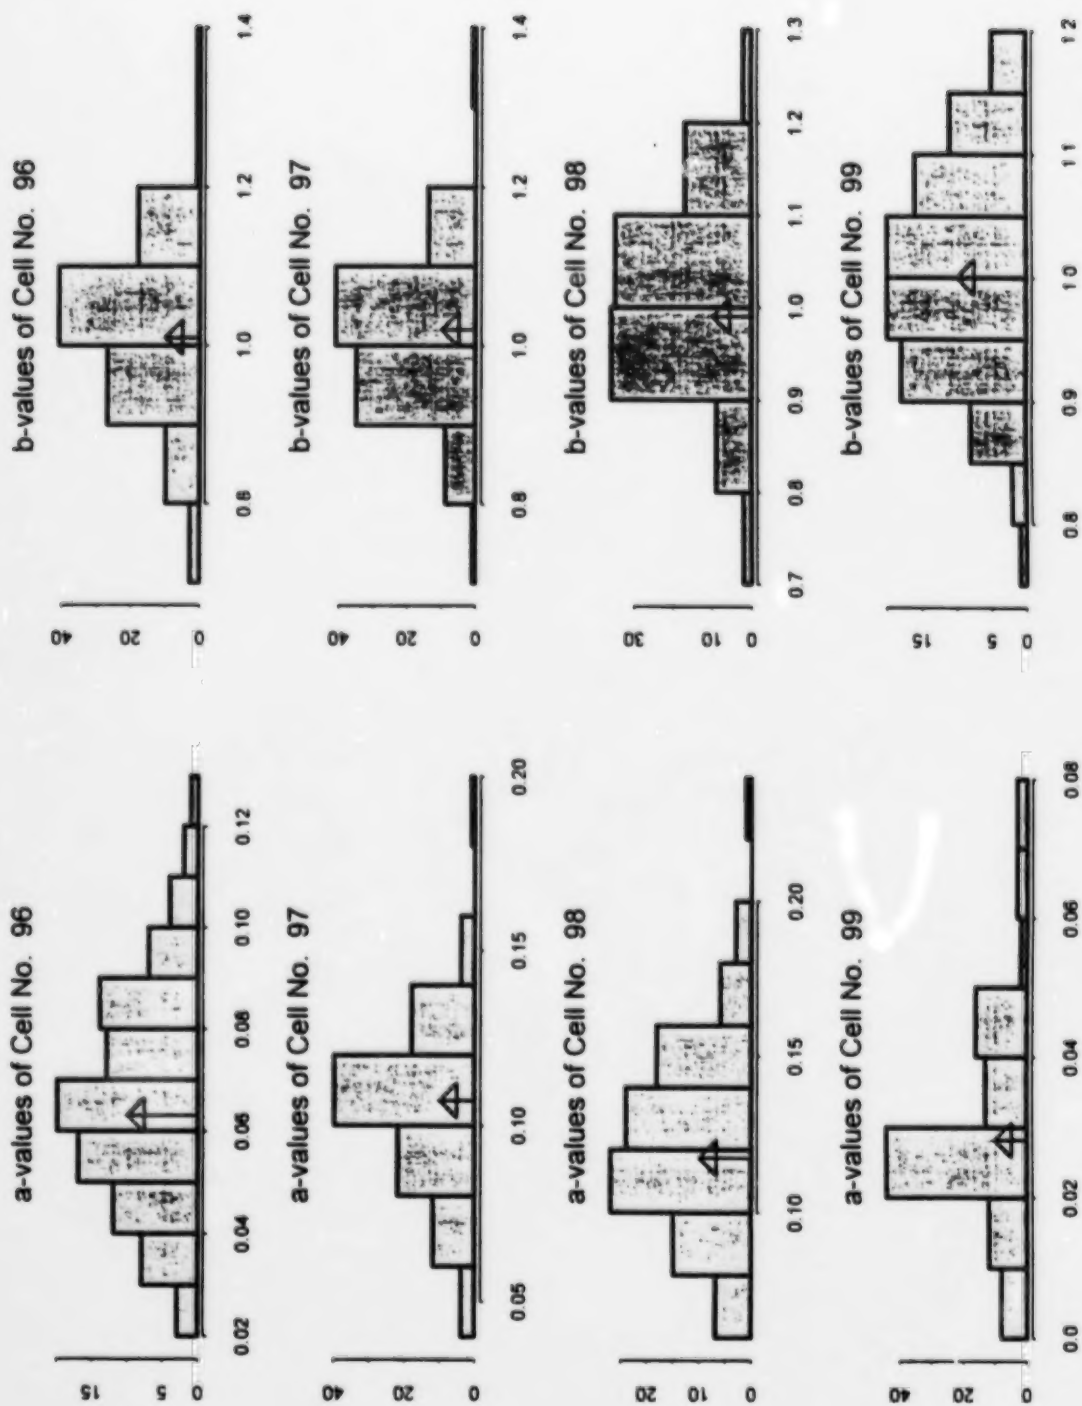 a-values of Cell No. 96
15
5
0
0.02 0.04 0.06 0.08 0.10 0.12
b-values of Cell No. 96
40
20
0
0.8 1.0 1.2 1.4
a-values of Cell No. 97
40
20
0
0.05 0.10 0.15 0.20
b-values of Cell No. 97
40
20
0
0.8 1.0 1.2 1.4
a-values of Cell No. 98
20
10
0
0.10 0.15 0.20
b-values of Cell No. 98
30
10
0
0.7 0.8 0.9 1.0 1.1 1.2 1.3
a-values of Cell No. 99
40
20
0
0.0 0.02 0.04 0.06 0.08
b-values of Cell No. 99
15
5
0
0.8 0.9 1.0 1.1 1.2